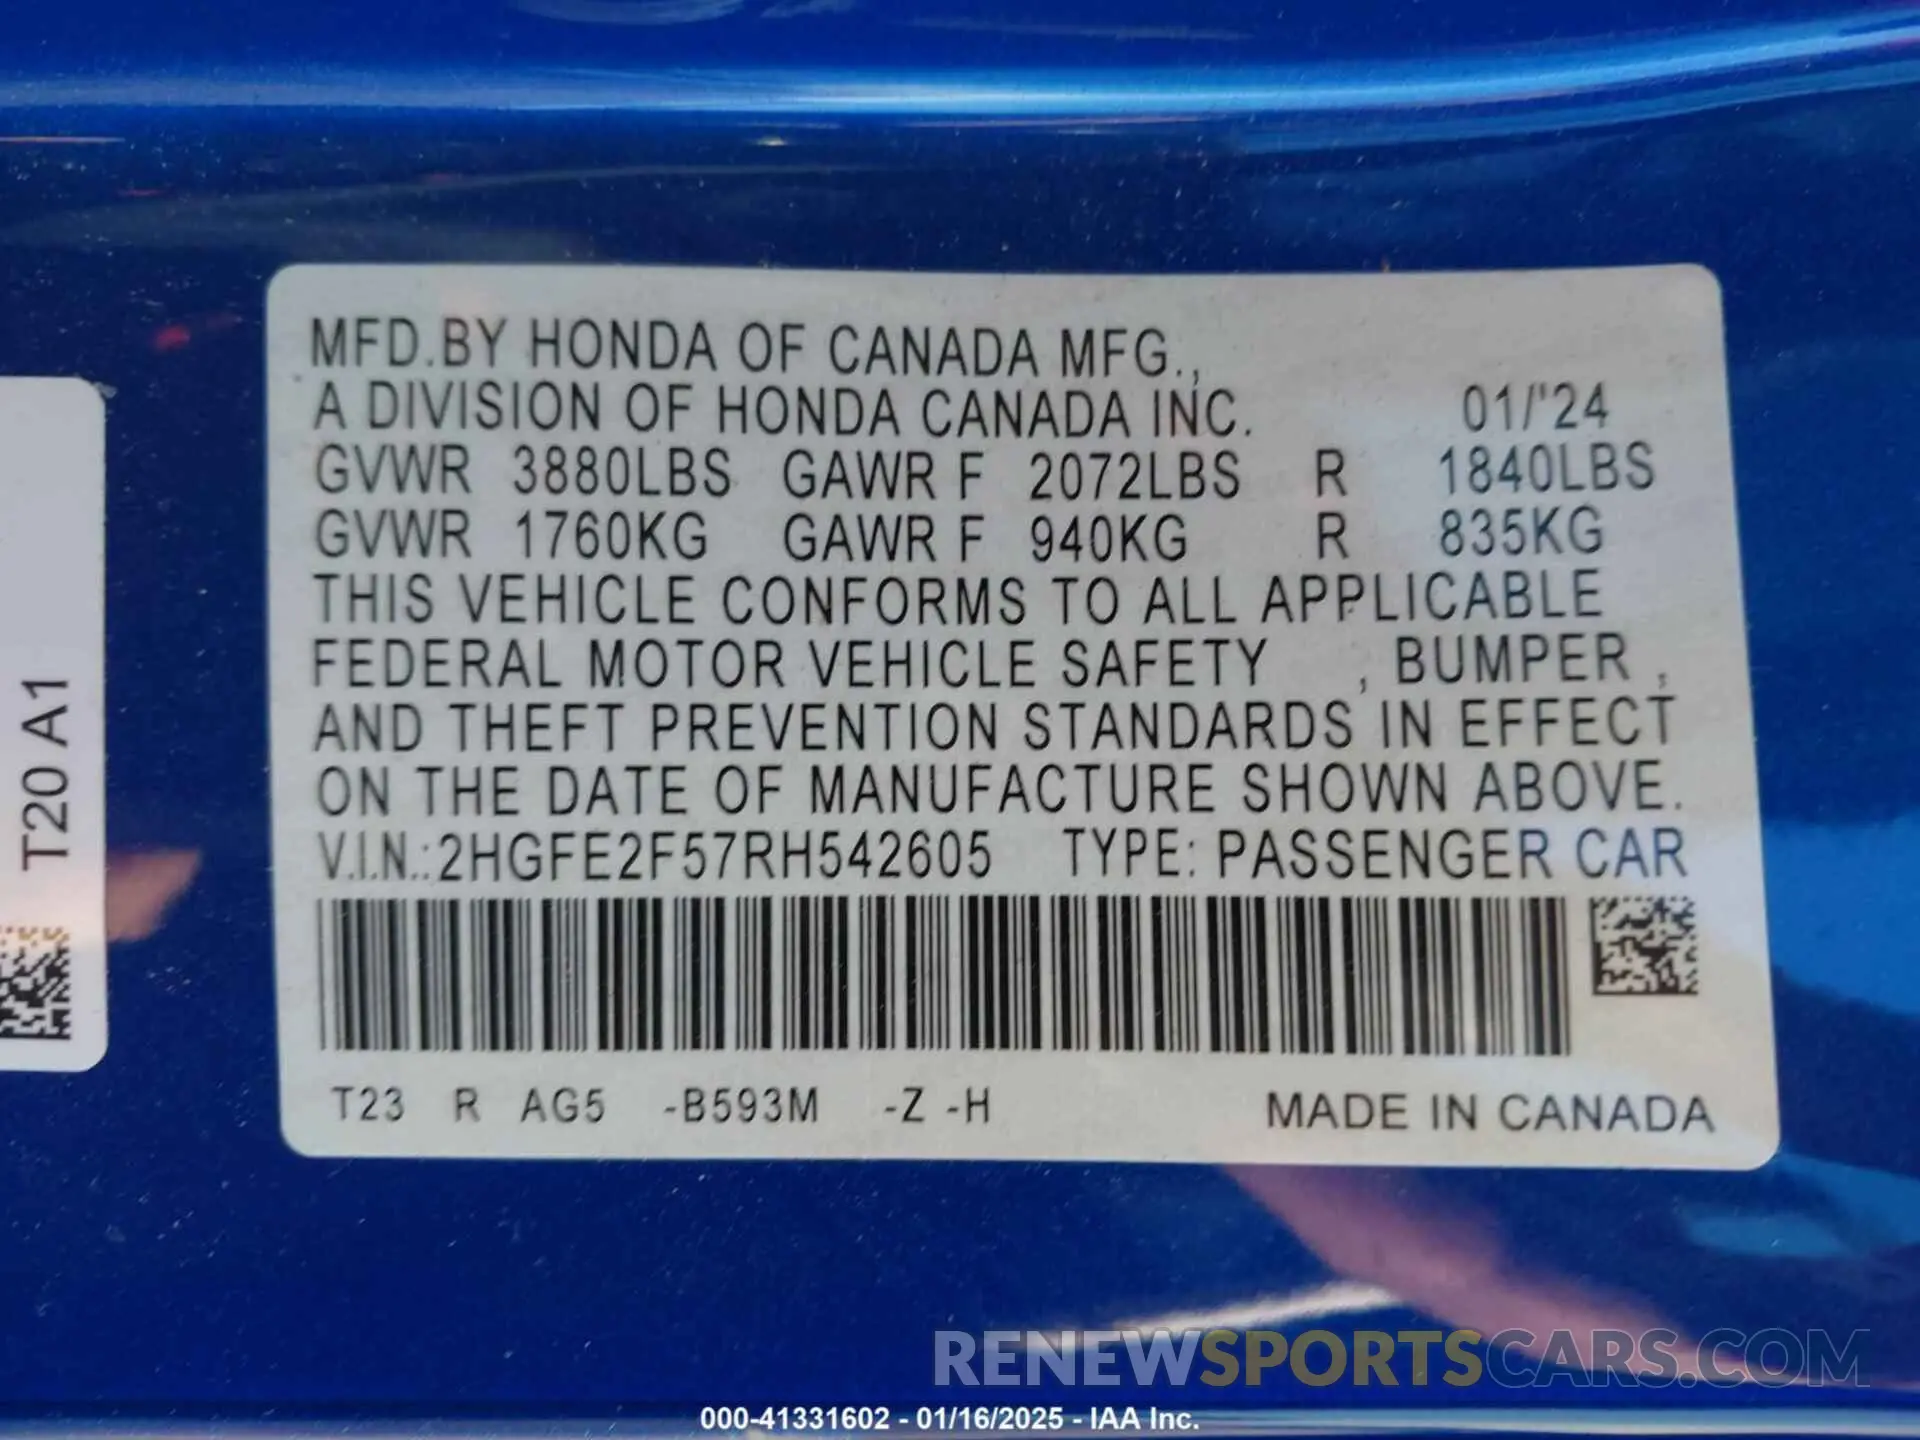 MFD.BY HONDA OF CANADA MFG.,
A DIVISION OF HONDA CANADA INC. 01/'24
GVWR 3880LBS GAWR F 2072LBS R 1840LBS
GVWR 1760KG GAWR F 940KG R 835KG
THIS VEHICLE CONFORMS TO ALL APPLICABLE
FEDERAL MOTOR VEHICLE SAFETY , BUMPER ,
AND THEFT PREVENTION STANDARDS IN EFFECT
ON THE DATE OF MANUFACTURE SHOWN ABOVE.
V.I.N.:2HGFE2F57RH542605 TYPE: PASSENGER CAR
T23 R AG5 -B593M -Z -H MADE IN CANADA
T20 A1
RENEWSPORTSCARS.COM
000-41331602 - 01/16/2025 - IAA Inc.